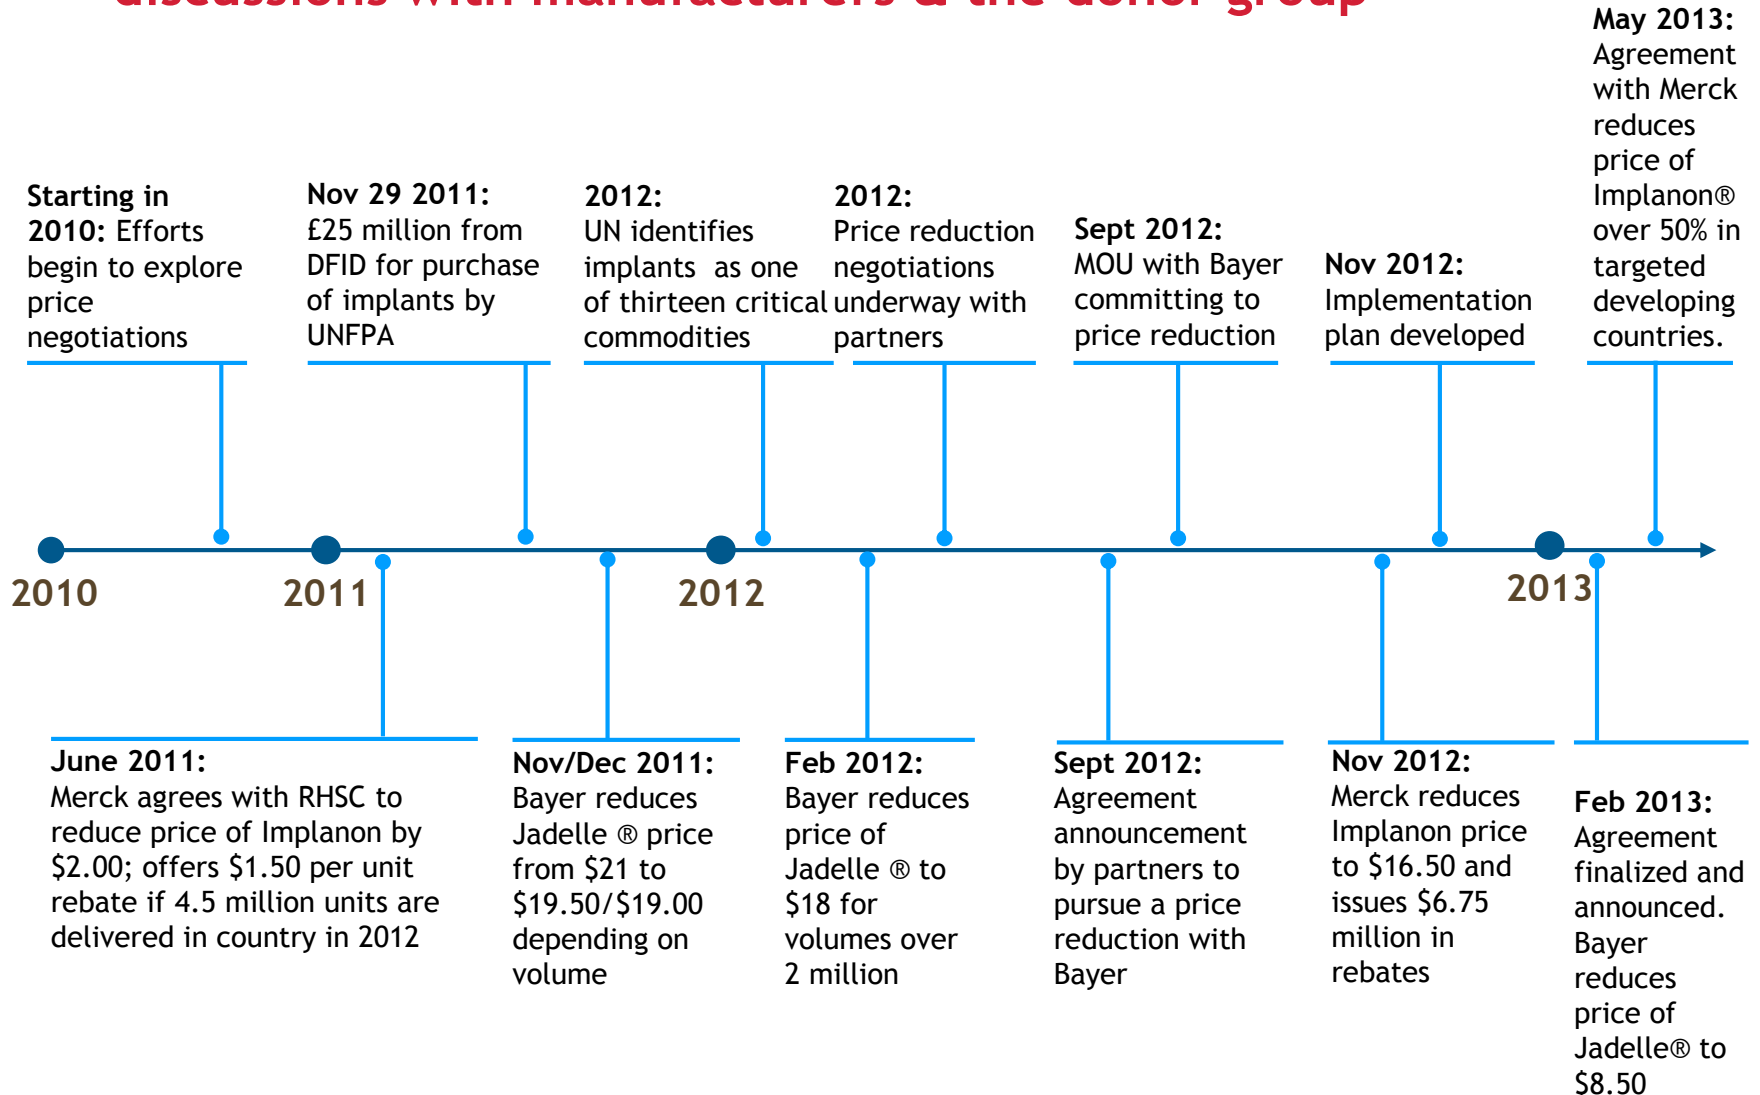 discussions with manufacturers & the donor group
Starting in
2010: Efforts
begin to explore
price
negotiations
Nov 29 2011:
£25 million from
DFID for purchase
of implants by
UNFPA
2012:
UN identifies
implants as one
of thirteen critical
commodities
2012:
Price reduction
negotiations
underway with
partners
Sept 2012:
MOU with Bayer
committing to
price reduction
Nov 2012:
Implementation
plan developed
May 2013:
Agreement
with Merck
reduces
price of
Implanon®
over 50% in
targeted
developing
countries.
2010
2011
2012
2013
June 2011:
Merck agrees with RHSC to
reduce price of Implanon by
$2.00; offers $1.50 per unit
rebate if 4.5 million units are
delivered in country in 2012
Nov/Dec 2011:
Bayer reduces
Jadelle ® price
from $21 to
$19.50/$19.00
depending on
volume
Feb 2012:
Bayer reduces
price of
Jadelle ® to
$18 for
volumes over
2 million
Sept 2012:
Agreement
announcement
by partners to
pursue a price
reduction with
Bayer
Nov 2012:
Merck reduces
Implanon price
to $16.50 and
issues $6.75
million in
rebates
Feb 2013:
Agreement
finalized and
announced.
Bayer
reduces
price of
Jadelle® to
$8.50